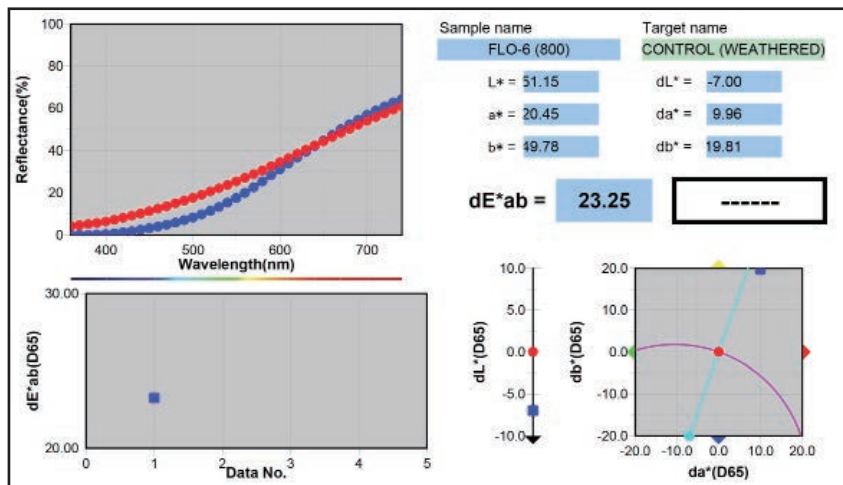 Sample name
Target name
FLO-6 (800)
CONTROL (WEATHERED)
L* = 51.15
dL* = -7.00
a* = 20.45
da* = 9.96
b* = 49.78
db* = 19.81
dE*ab = 23.25
------
Reflectance(%)
100
80
60
40
20
0
400 500 600 700
Wavelength(nm)
dE*ab(D65)
30.00
20.00
0 1 2 3 4 5
Data No.
dL*(D65)
10.0
5.0
0.0
-5.0
-10.0
db*(D65)
20.0
10.0
0.0
-10.0
-20.0
-20.0 -10.0 0.0 10.0 20.0
da*(D65)